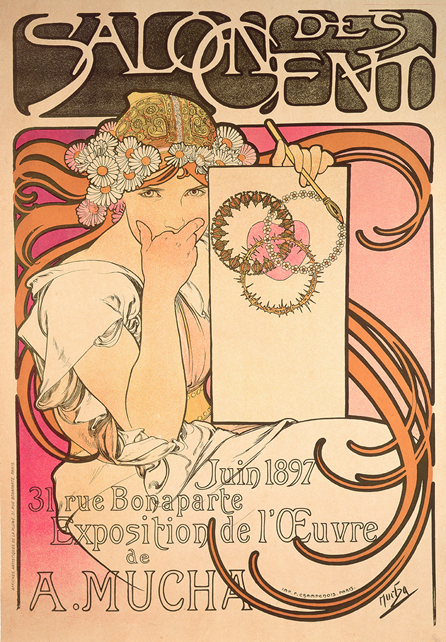 SALON DES
CENT
Juin 1897
31, rue Bonaparte
Exposition de l'Œuvre
de
A. MUCHA
IMP. F. CHAMPENOIS. PARIS.
Mucha